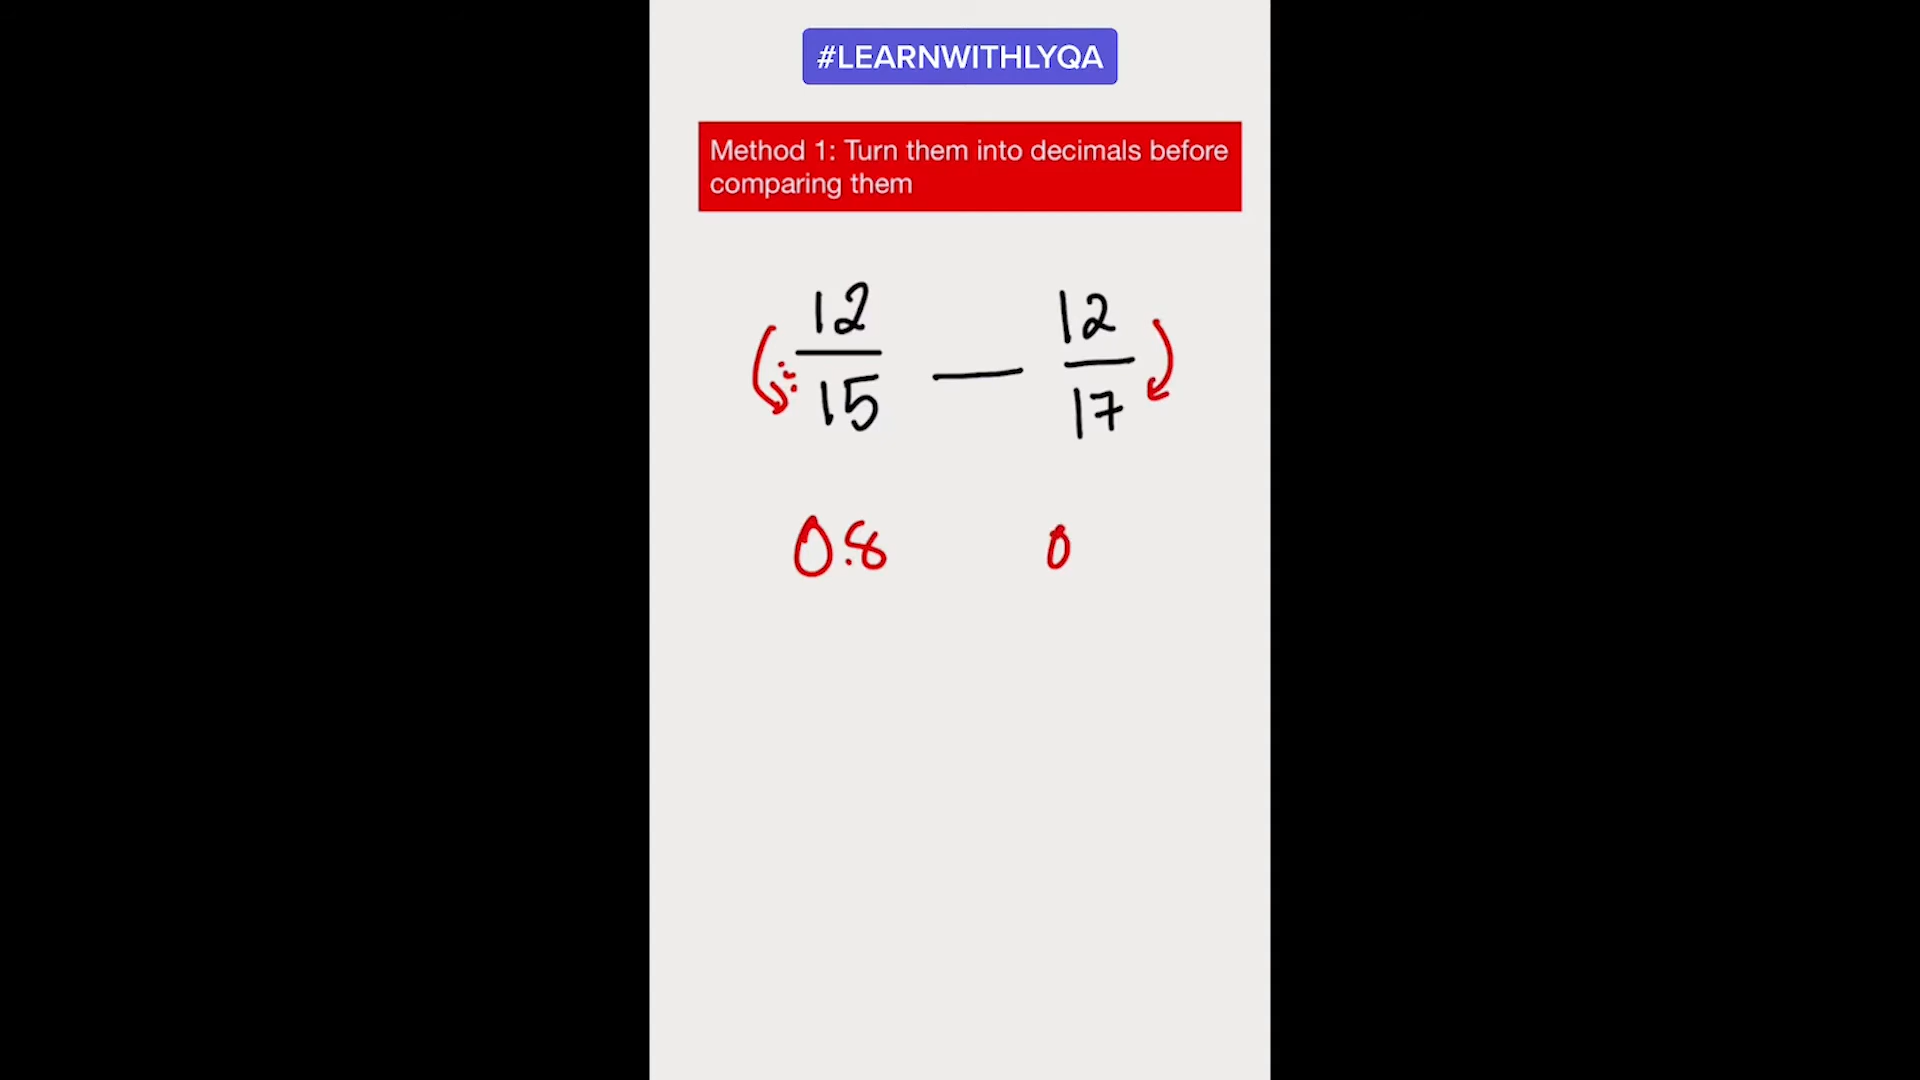 #LEARNWITHLYQA
Method 1: Turn them into decimals before
comparing them
12 12
15 17
0.8 0